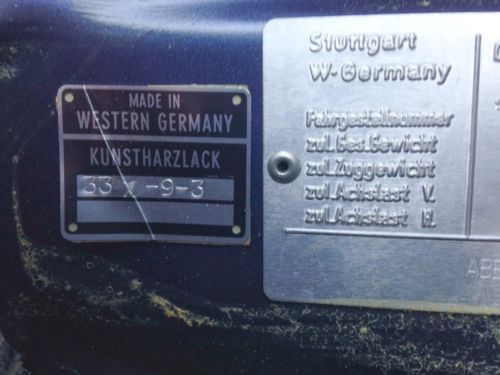 MADE IN
WESTERN GERMANY
KUNSTHARZLACK
33 X -9-3
Stuttgart
W-Germany
Fahrgestellnummer
zul. Ges. Gewicht
zul. Zuggewicht
zul. Achslast V.
zul. Achslast H.